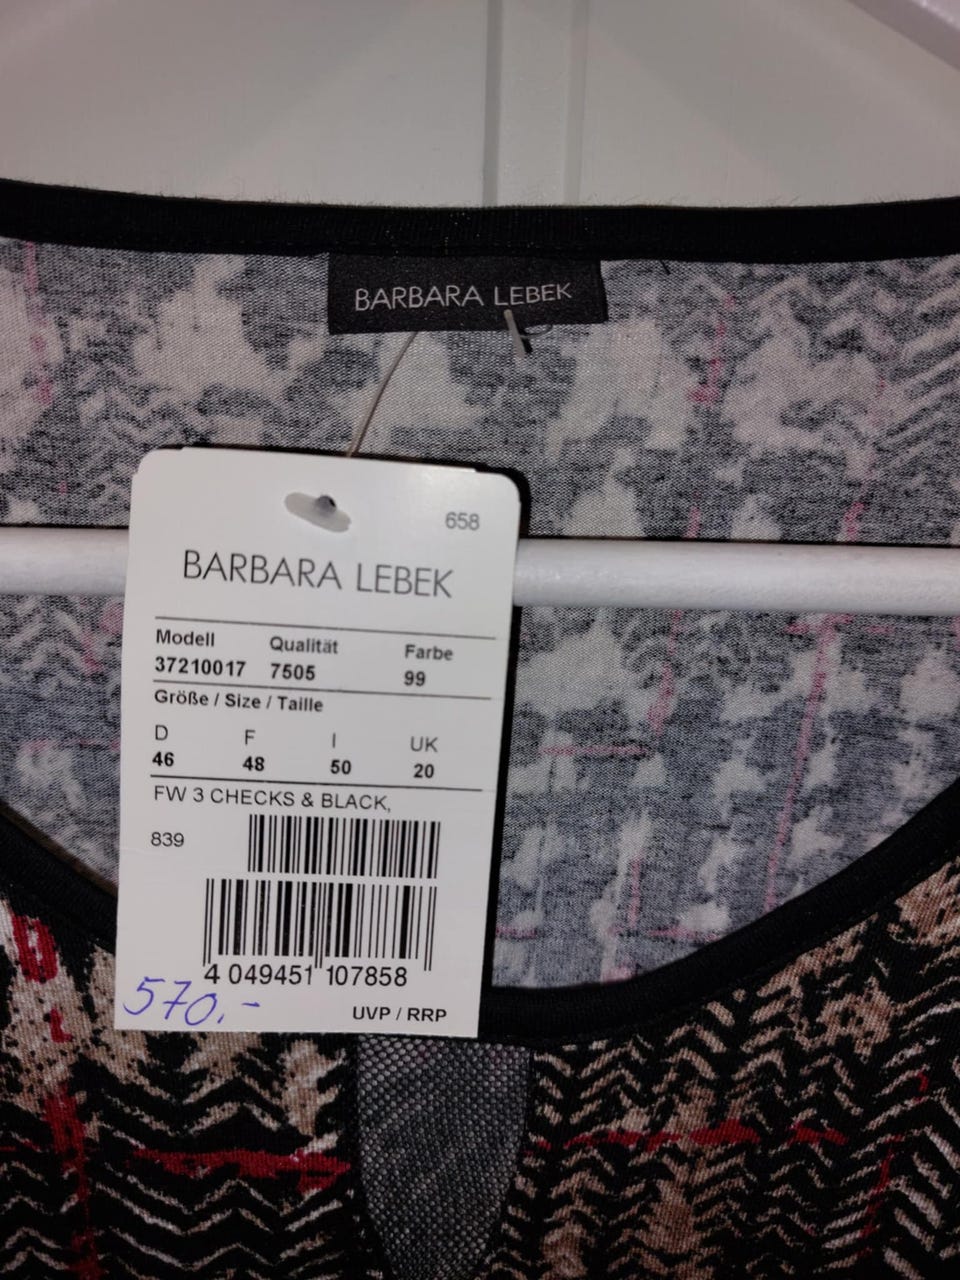 BARBARA LEBEK
658
BARBARA LEBEK
Modell Qualität Farbe
37210017 7505 99
Größe / Size / Taille
D F I UK
46 48 50 20
FW 3 CHECKS & BLACK,
839
4 049451 107858
570,-
UVP / RRP